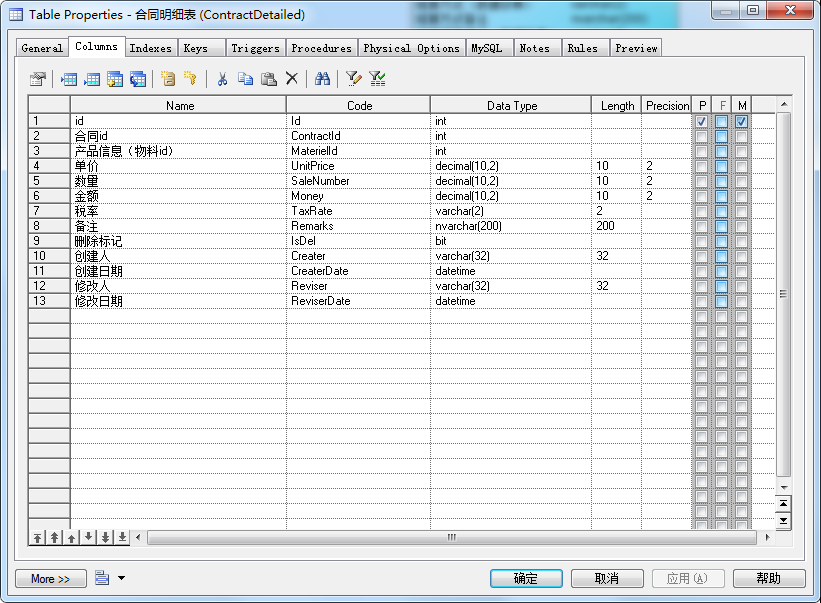 Table Properties - 合同明细表 (ContractDetailed)
General Columns Indexes Keys Triggers Procedures Physical Options MySQL Notes Rules Preview
Name Code Data Type Length Precision P F M
1 id Id int
2 合同id ContractId int
3 产品信息（物料id） MaterielId int
4 单价 UnitPrice decimal(10,2) 10 2
5 数量 SaleNumber decimal(10,2) 10 2
6 金额 Money decimal(10,2) 10 2
7 税率 TaxRate varchar(2) 2
8 备注 Remarks nvarchar(200) 200
9 删除标记 IsDel bit
10 创建人 Creater varchar(32) 32
11 创建日期 CreaterDate datetime
12 修改人 Reviser varchar(32) 32
13 修改日期 ReviserDate datetime
More >> 确定 取消 应用(A) 帮助